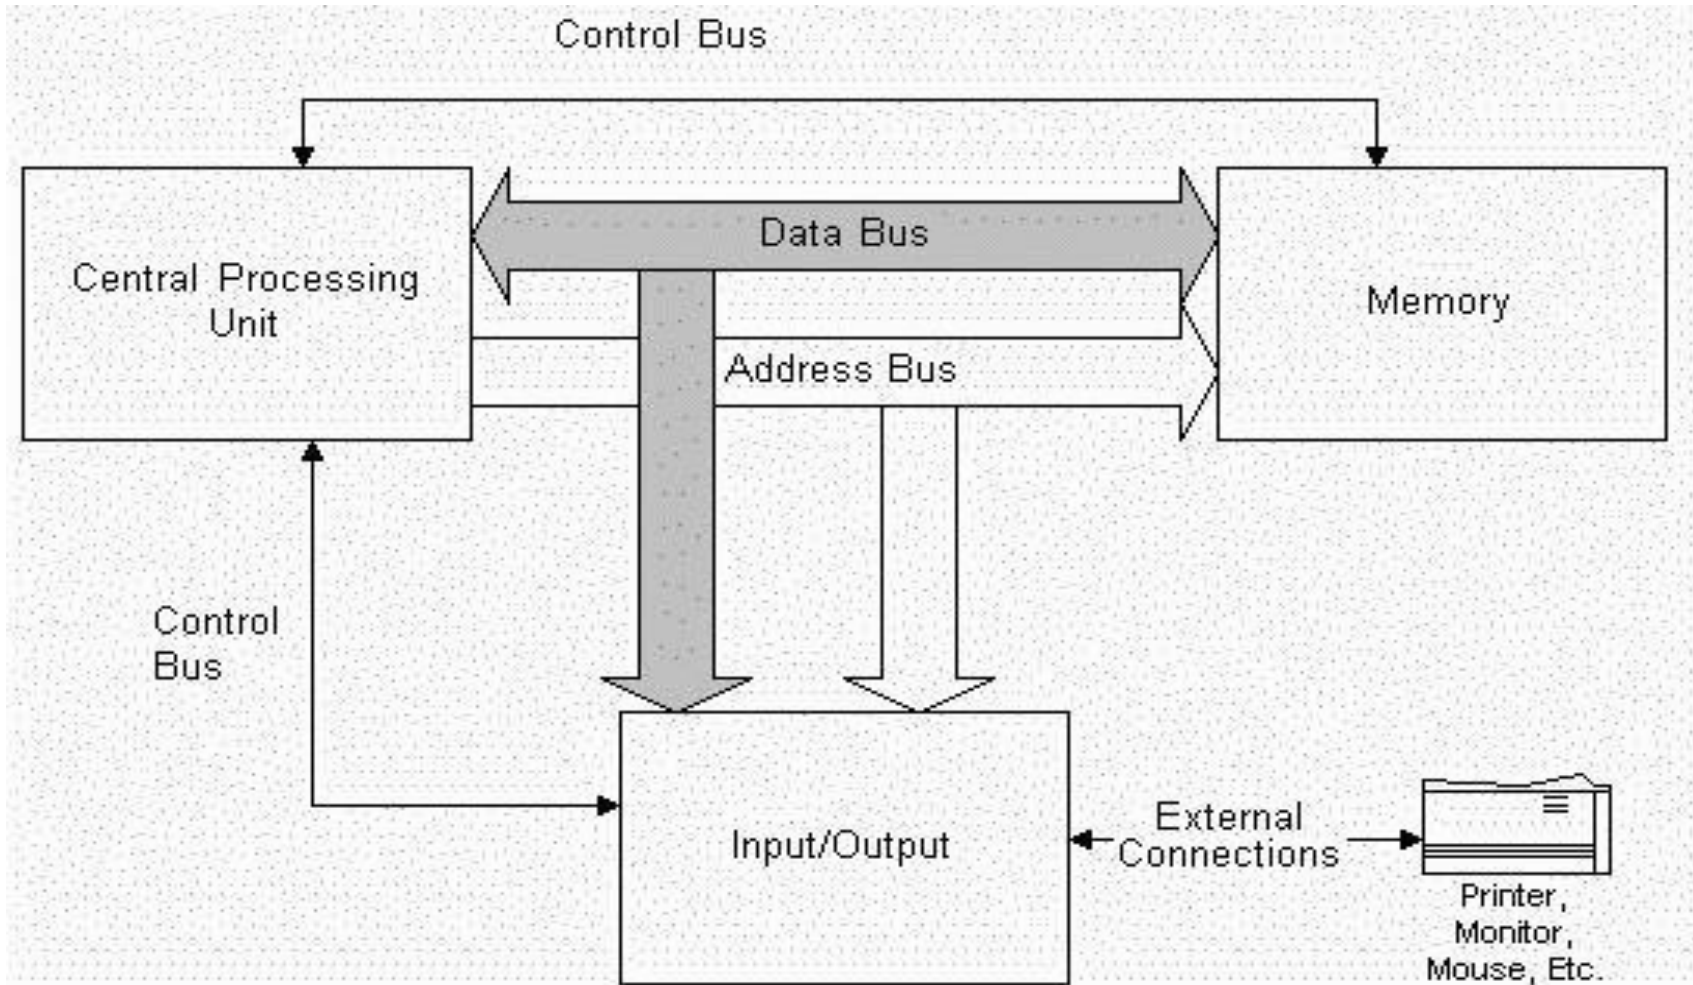 Control Bus
Data Bus
Central Processing
Unit
Memory
Address Bus
Control
Bus
Input/Output
External
Connections
Printer,
Monitor,
Mouse, Etc.